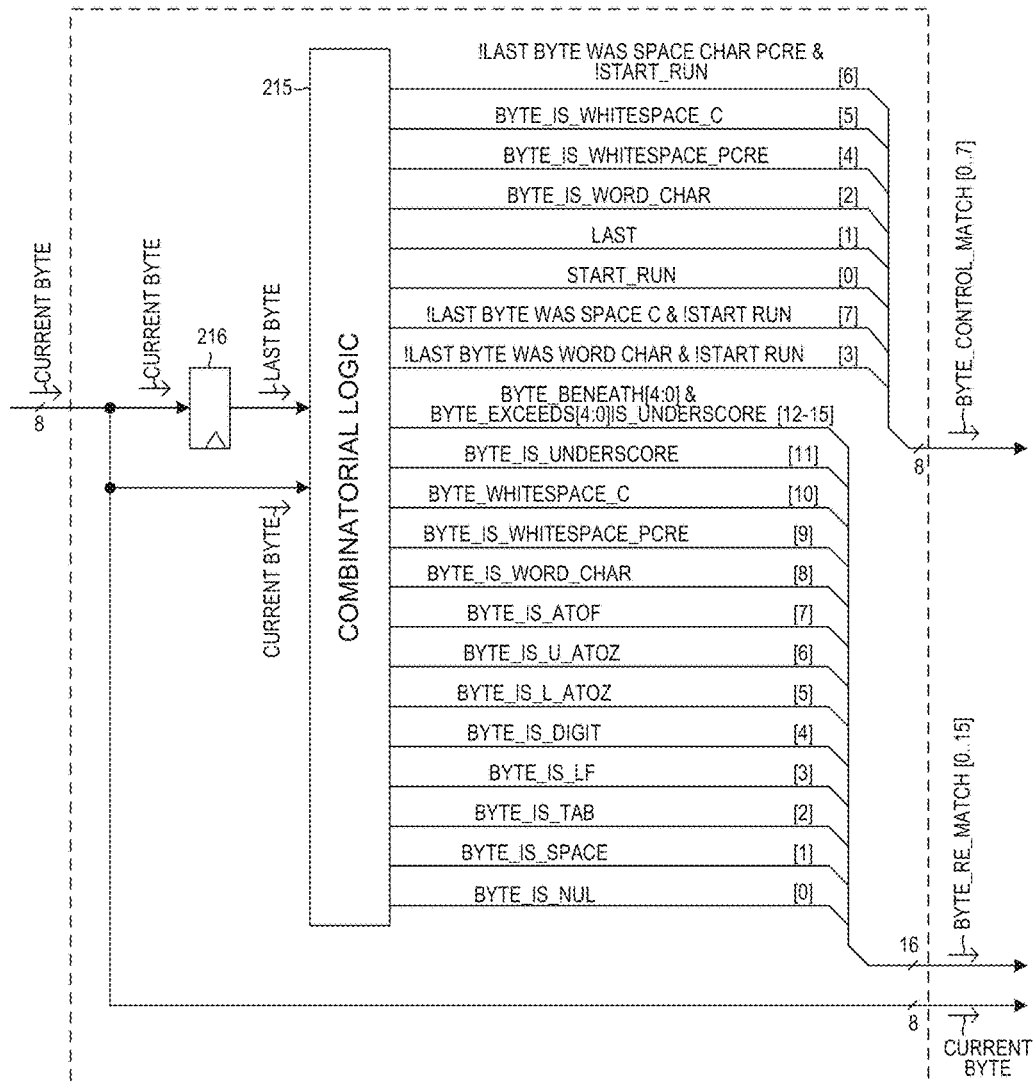 !LAST BYTE WAS SPACE CHAR PCRE &
!START_RUN [6]
215
BYTE_IS_WHITESPACE_C [5]
BYTE_IS_WHITESPACE_PCRE [4]
BYTE_IS_WORD_CHAR [2]
LAST [1]
START_RUN [0]
!LAST BYTE WAS SPACE C & !START RUN [7]
!LAST BYTE WAS WORD CHAR & !START RUN [3]
BYTE_BENEATH[4:0] &
BYTE_EXCEEDS[4:0]IS_UNDERSCORE [12-15]
BYTE_IS_UNDERSCORE [11]
BYTE_WHITESPACE_C [10]
BYTE_IS_WHITESPACE_PCRE [9]
BYTE_IS_WORD_CHAR [8]
BYTE_IS_ATOF [7]
BYTE_IS_U_ATOZ [6]
BYTE_IS_L_ATOZ [5]
BYTE_IS_DIGIT [4]
BYTE_IS_LF [3]
BYTE_IS_TAB [2]
BYTE_IS_SPACE [1]
BYTE_IS_NUL [0]
COMBINATORIAL LOGIC
CURRENT BYTE
8
CURRENT BYTE
216
LAST BYTE
CURRENT BYTE
BYTE_CONTROL_MATCH [0..7]
8
BYTE_RE_MATCH [0..15]
16
8
CURRENT
BYTE